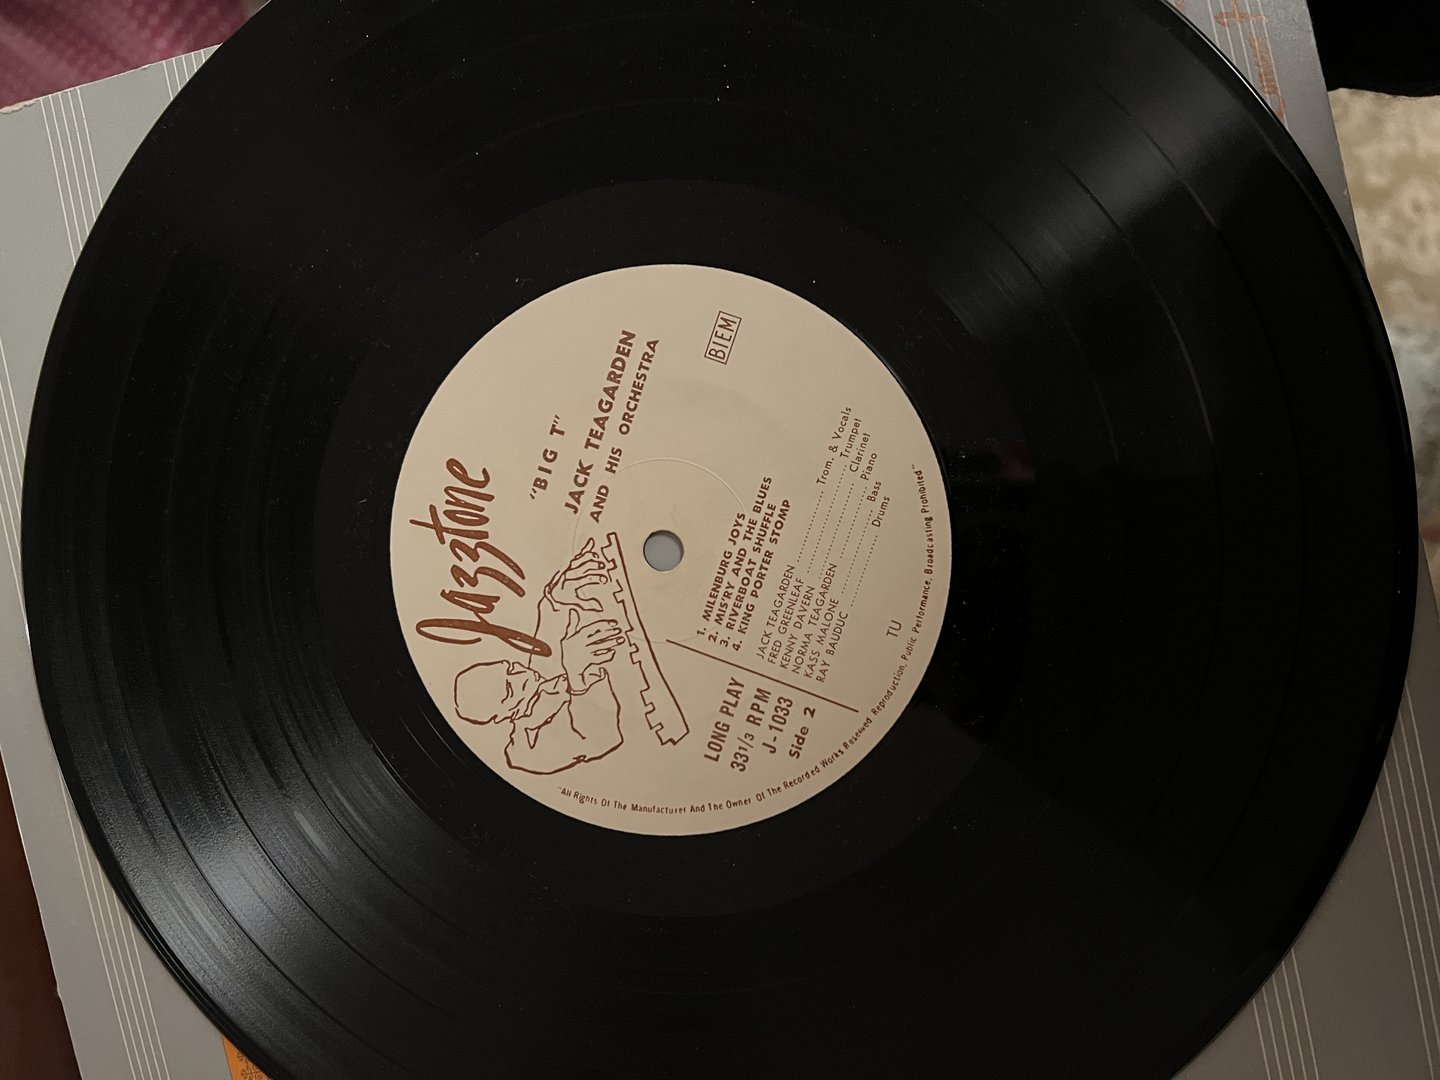 Jazztone
"BIG T"
JACK TEAGARDEN
AND HIS ORCHESTRA
BIEM
1. MILENBURG JOYS
2. MIS'RY AND THE BLUES
3. RIVERBOAT SHUFFLE
4. KING PORTER STOMP
LONG PLAY
33 1/3 RPM
J-1033
Side 2
JACK TEAGARDEN .......... Trom. & Vocals
FRED GREENLEAF .......... Trumpet
KENNY DAVERN .......... Clarinet
NORMA TEAGARDEN .......... Piano
KASS MALONE .......... Bass
RAY BAUDUC .......... Drums
TU
"All Rights Of The Manufacturer And The Owner Of The Recorded Works Reserved Reproduction, Public Performance, Broadcasting Prohibited"